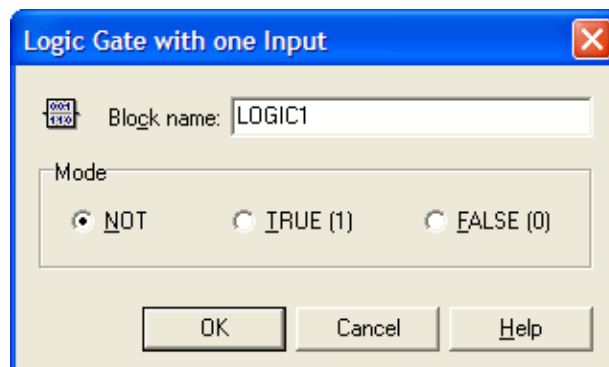 Logic Gate with one Input
Block name: LOGIC1
Mode
NOT TRUE (1) FALSE (0)
OK Cancel Help